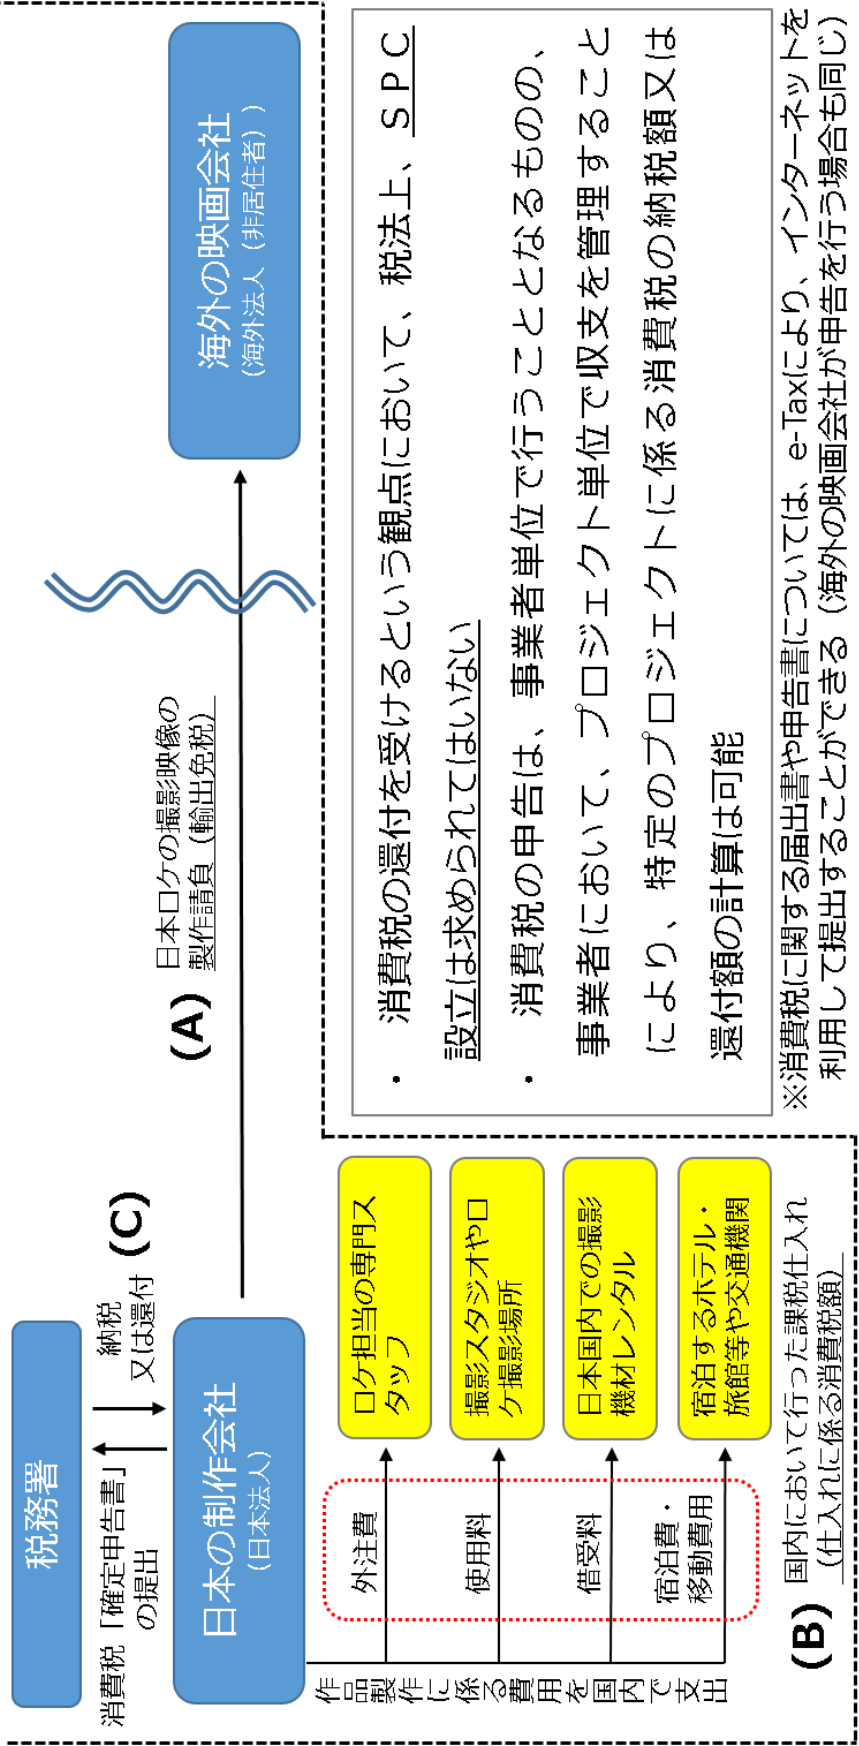 税務署
消費税「確定申告書」
の提出
納税
又は還付
(C)
日本の制作会社
(日本法人)
(A)
日本ロケの撮影映像の
製作請負（輸出免税）
海外の映画会社
(海外法人（非居住者）)
作品製作に係る費用を国内で支出
外注費
ロケ担当の専門ス
タッフ
使用料
撮影スタジオやロ
ケ撮影場所
借受料
日本国内での撮影
機材レンタル
宿泊費・
移動費用
宿泊するホテル・
旅館等や交通機関
(B)
国内において行った課税仕入れ
（仕入れに係る消費税額）
・ 消費税の還付を受けるという観点において、税法上、ＳＰＣ
設立は求められてはいない
・ 消費税の申告は、事業者単位で行うこととなるものの、
事業者において、プロジェクト単位で収支を管理すること
により、特定のプロジェクトに係る消費税の納税額又は
還付額の計算は可能
※消費税に関する届出書や申告書については、e-Taxにより、インターネットを
利用して提出することができる（海外の映画会社が申告を行う場合も同じ）